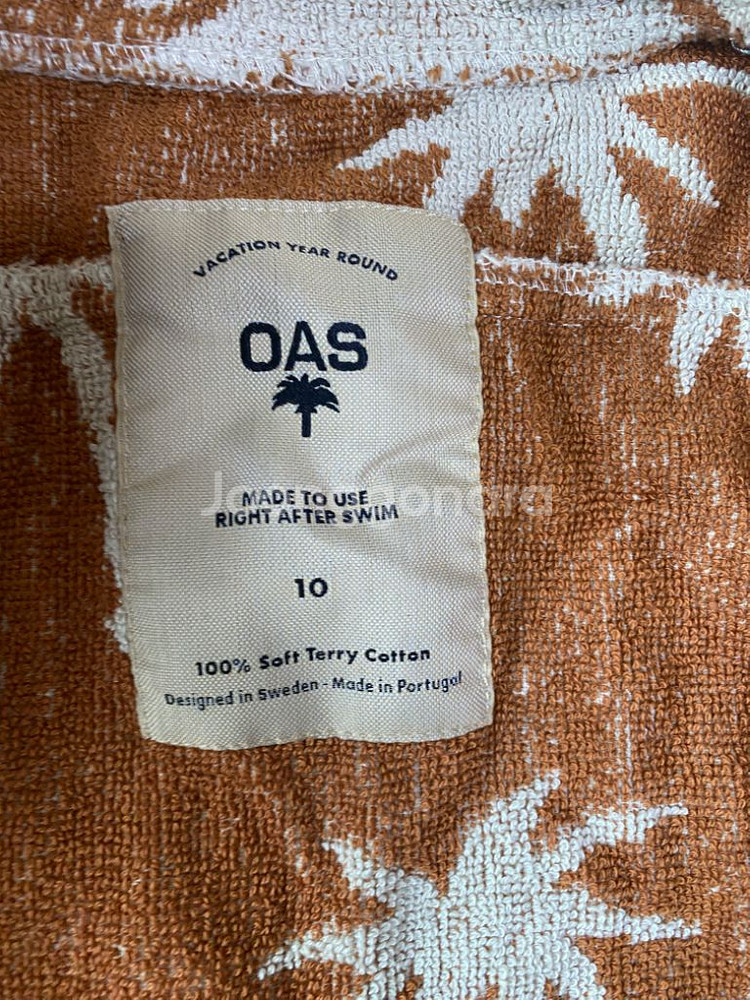 VACATION YEAR ROUND
OAS
MADE TO USE
RIGHT AFTER SWIM
10
100% Soft Terry Cotton
Designed in Sweden - Made in Portugal